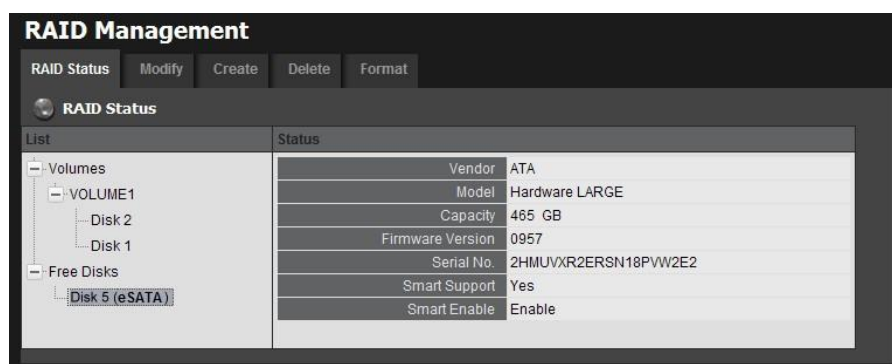 RAID Management
RAID Status Modify Create Delete Format
RAID Status
List Status
Volumes
VOLUME1
Disk 2
Disk 1
Free Disks
Disk 5 (eSATA)
Vendor ATA
Model Hardware LARGE
Capacity 465 GB
Firmware Version 0957
Serial No. 2HMUVXR2ERSN18PVW2E2
Smart Support Yes
Smart Enable Enable